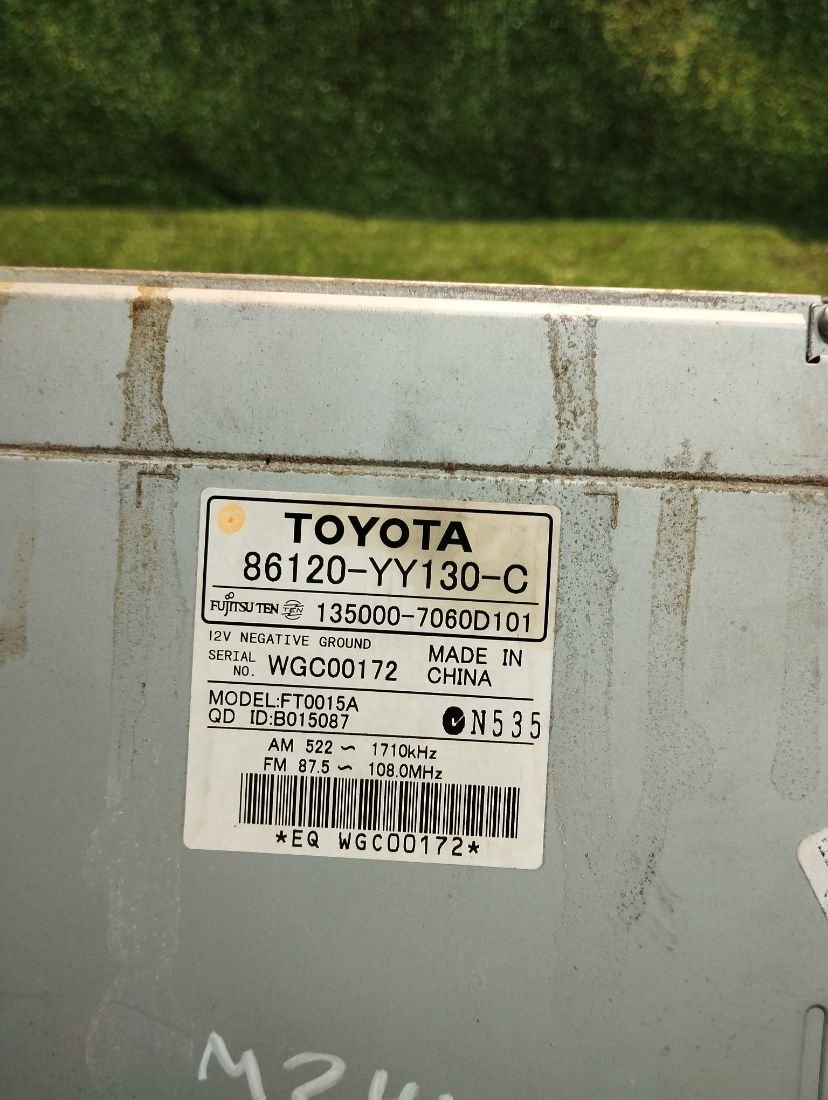 TOYOTA
86120-YY130-C
FUJITSU TEN TEN 135000-7060D101
12V NEGATIVE GROUND
SERIAL NO. WGC00172
MADE IN CHINA
MODEL:FT0015A
QD ID:B015087
N535
AM 522 ~ 1710kHz
FM 87.5 ~ 108.0MHz
*EQ WGC00172*